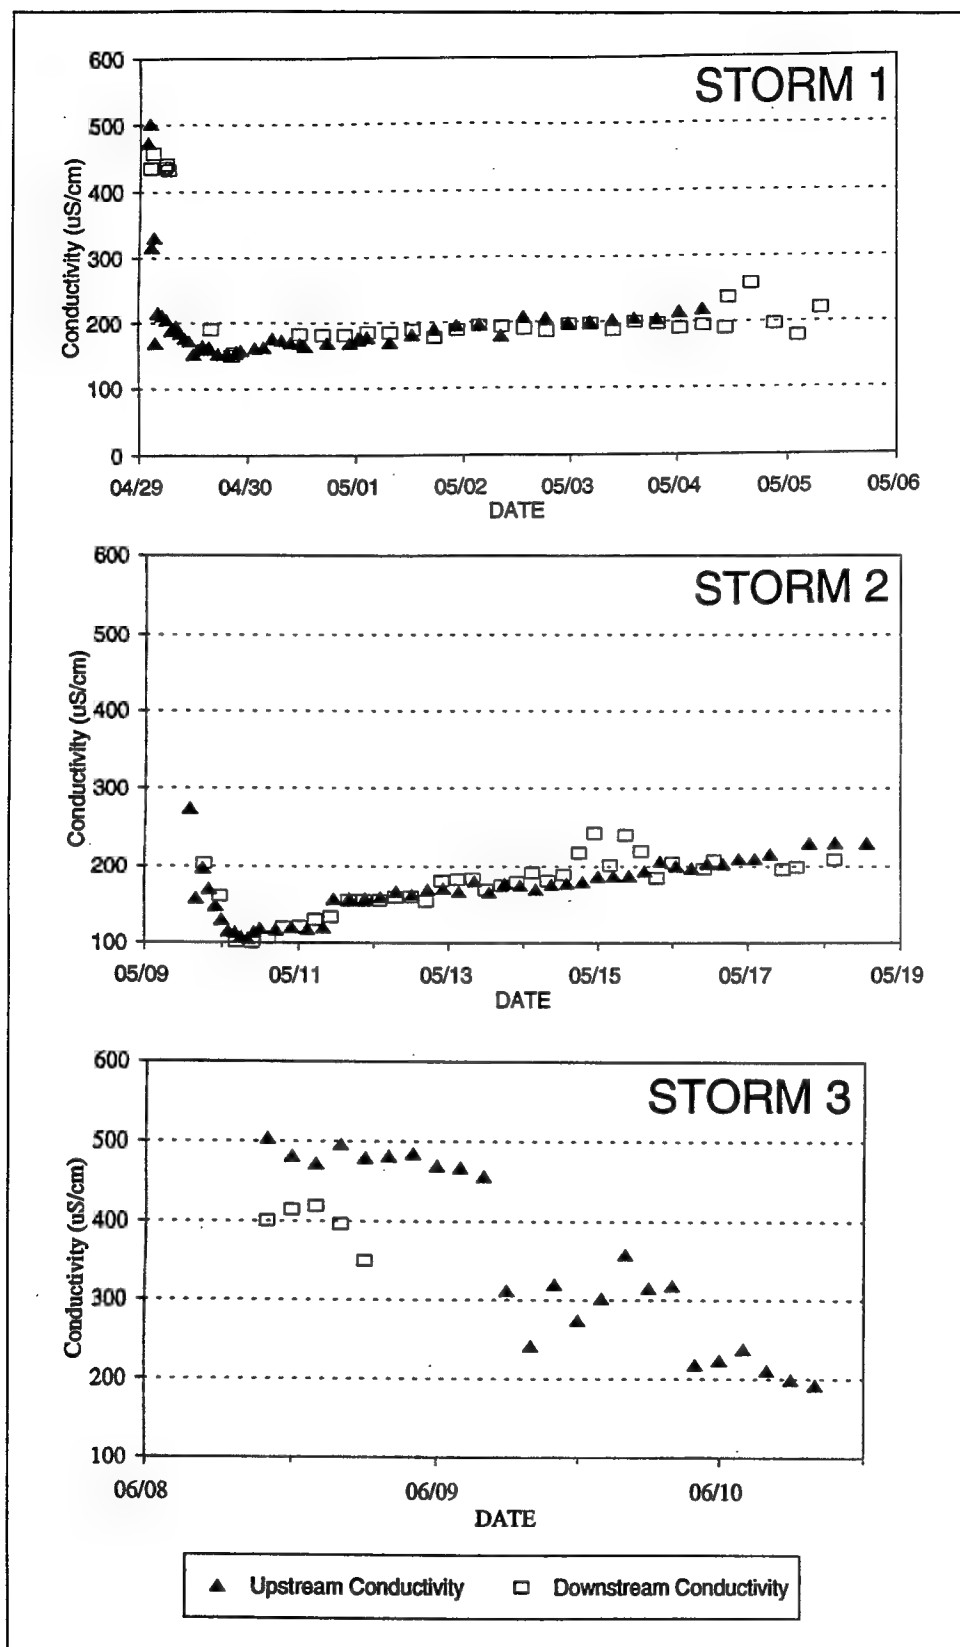 STORM 1
600
500
400
300
200
100
0
Conductivity (uS/cm)
04/29 04/30 05/01 05/02 05/03 05/04 05/05 05/06
DATE
STORM 2
600
500
400
300
200
100
Conductivity (uS/cm)
05/09 05/11 05/13 05/15 05/17 05/19
DATE
STORM 3
600
500
400
300
200
100
Conductivity (uS/cm)
06/08 06/09 06/10
DATE
Upstream Conductivity Downstream Conductivity